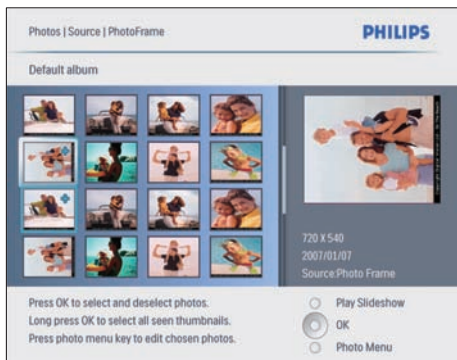 Photos | Source | PhotoFrame
PHILIPS
Default album
720 X 540
2007/01/07
Source:Photo Frame
Press OK to select and deselect photos.
Long press OK to select all seen thumbnails.
Press photo menu key to edit chosen photos.
Play Slideshow
OK
Photo Menu